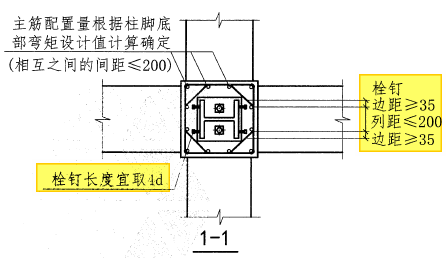 主筋配置量根据柱脚底
部弯矩设计值计算确定
(相互之间的间距≤200)
栓钉
边距≥35
列距≤200
边距≥35
栓钉长度宜取4d
1-1